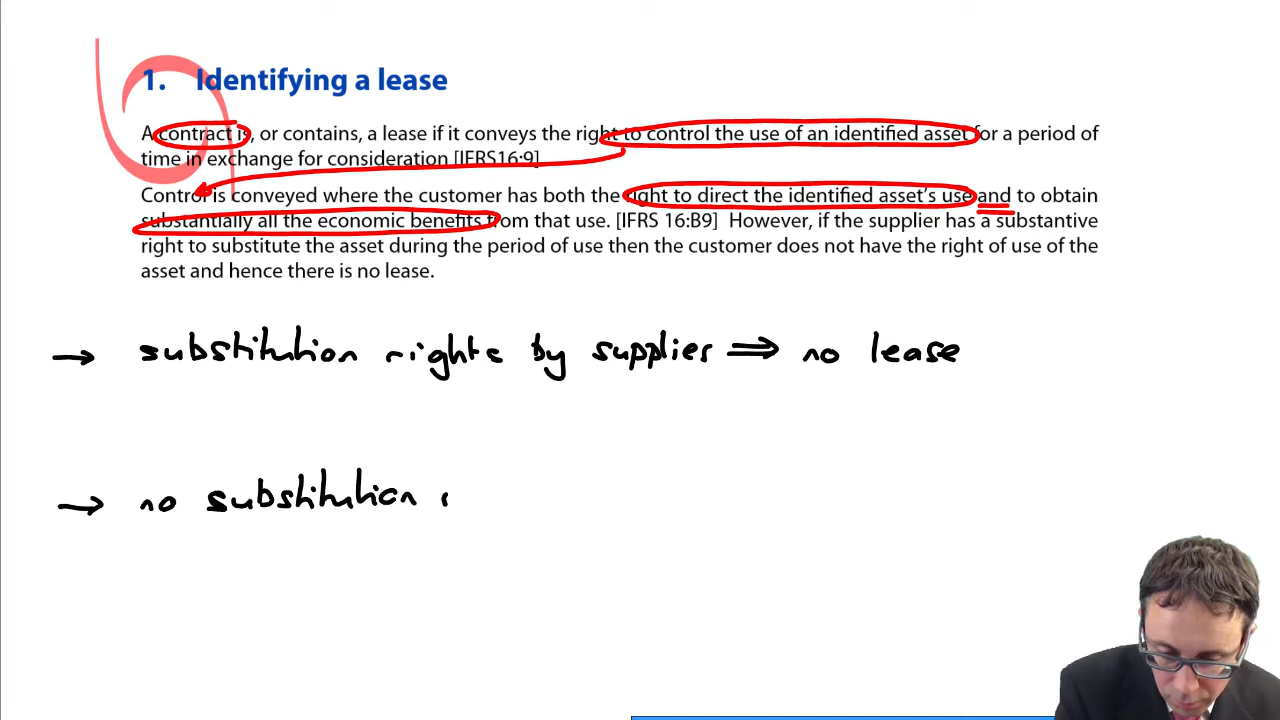 1. Identifying a lease
A contract is, or contains, a lease if it conveys the right to control the use of an identified asset for a period of
time in exchange for consideration [IFRS16:9]
Control is conveyed where the customer has both the right to direct the identified asset's use and to obtain
substantially all the economic benefits from that use. [IFRS 16:B9] However, if the supplier has a substantive
right to substitute the asset during the period of use then the customer does not have the right of use of the
asset and hence there is no lease.
→ substitution rights by supplier ⇒ no lease
→ no substitution